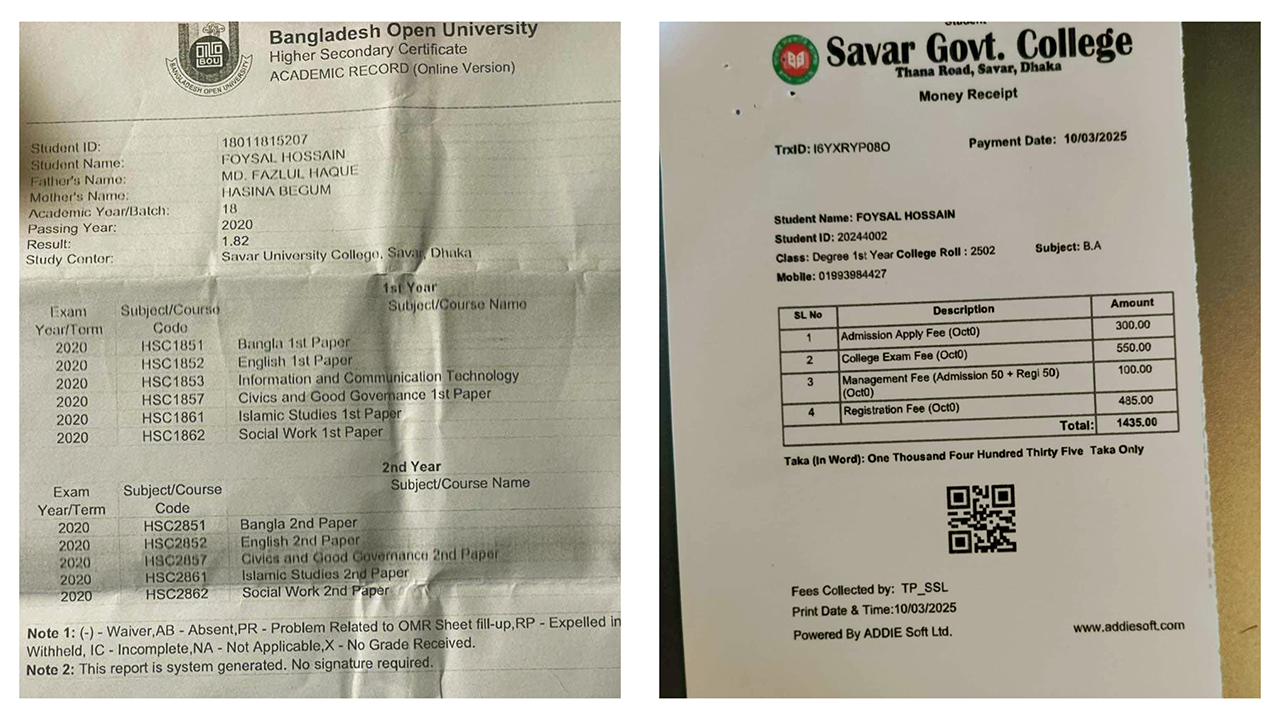 Bangladesh Open University
Higher Secondary Certificate
ACADEMIC RECORD (Online Version)
BOU
BANGLADESH OPEN UNIVERSITY
Student ID: 18011815207
Student Name: FOYSAL HOSSAIN
Father's Name: MD. FAZLUL HAQUE
Mother's Name: HASINA BEGUM
Academic Year/Batch: 18
Passing Year: 2020
Result: 1.82
Study Center: Savar University College, Savar, Dhaka
1st Year
Exam Year/Term Subject/Course Code Subject/Course Name
2020 HSC1851 Bangla 1st Paper
2020 HSC1852 English 1st Paper
2020 HSC1853 Information and Communication Technology
2020 HSC1857 Civics and Good Governance 1st Paper
2020 HSC1861 Islamic Studies 1st Paper
2020 HSC1862 Social Work 1st Paper
2nd Year
Exam Year/Term Subject/Course Code Subject/Course Name
2020 HSC2851 Bangla 2nd Paper
2020 HSC2852 English 2nd Paper
2020 HSC2857 Civics and Good Governance 2nd Paper
2020 HSC2861 Islamic Studies 2nd Paper
2020 HSC2862 Social Work 2nd Paper
Note 1: (-) - Waiver,AB - Absent,PR - Problem Related to OMR Sheet fill-up,RP - Expelled in
Withheld, IC - Incomplete,NA - Not Applicable,X - No Grade Received.
Note 2: This report is system generated. No signature required.
Student
Savar Govt. College
Thana Road, Savar, Dhaka
Money Receipt
TrxID: I6YXRYP08O Payment Date: 10/03/2025
Student Name: FOYSAL HOSSAIN
Student ID: 20244002
Class: Degree 1st Year College Roll : 2502 Subject: B.A
Mobile: 01993984427
SL No Description Amount
1 Admission Apply Fee (Oct0) 300.00
2 College Exam Fee (Oct0) 550.00
3 Management Fee (Admission 50 + Regi 50) (Oct0) 100.00
4 Registration Fee (Oct0) 485.00
Total: 1435.00
Taka (In Word): One Thousand Four Hundred Thirty Five Taka Only
Fees Collected by: TP_SSL
Print Date & Time:10/03/2025
Powered By ADDIE Soft Ltd. www.addiesoft.com